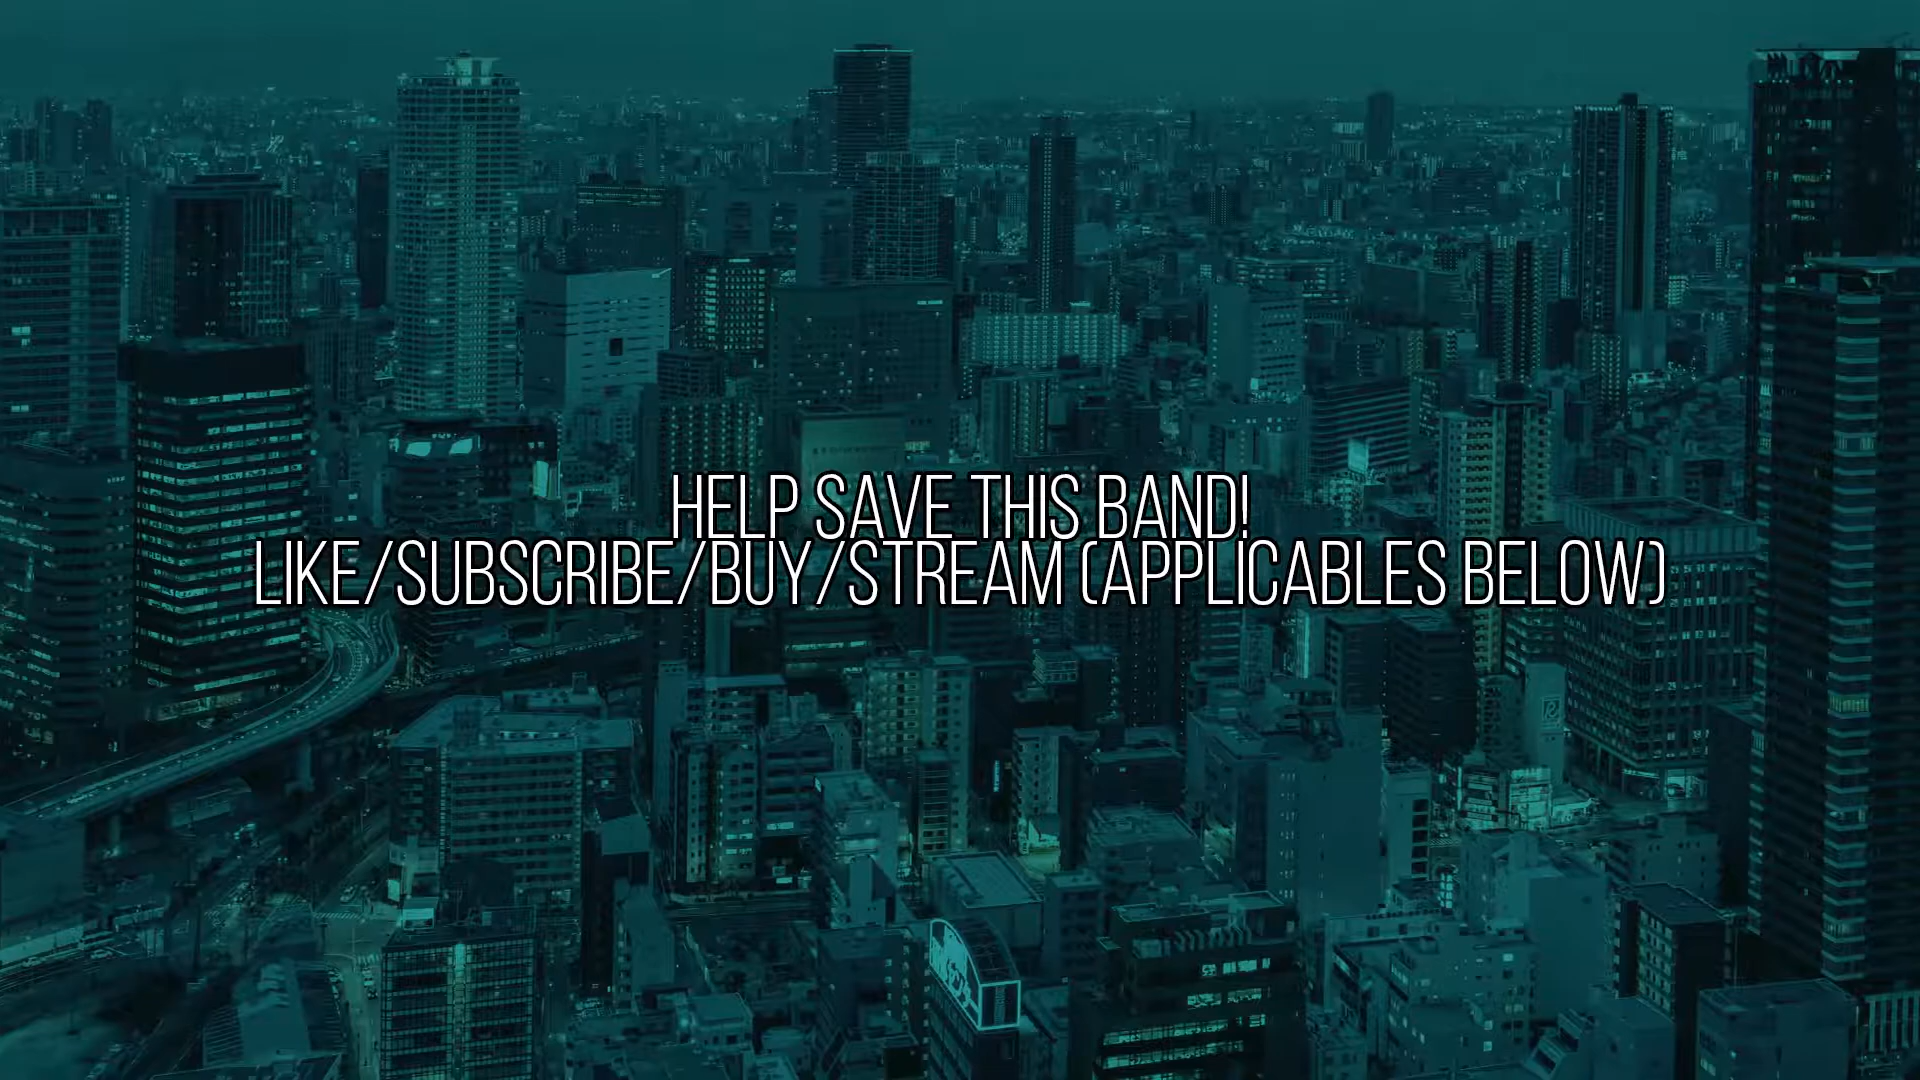 HELP SAVE THIS BAND!
LIKE/SUBSCRIBE/BUY/STREAM (APPLICABLES BELOW)